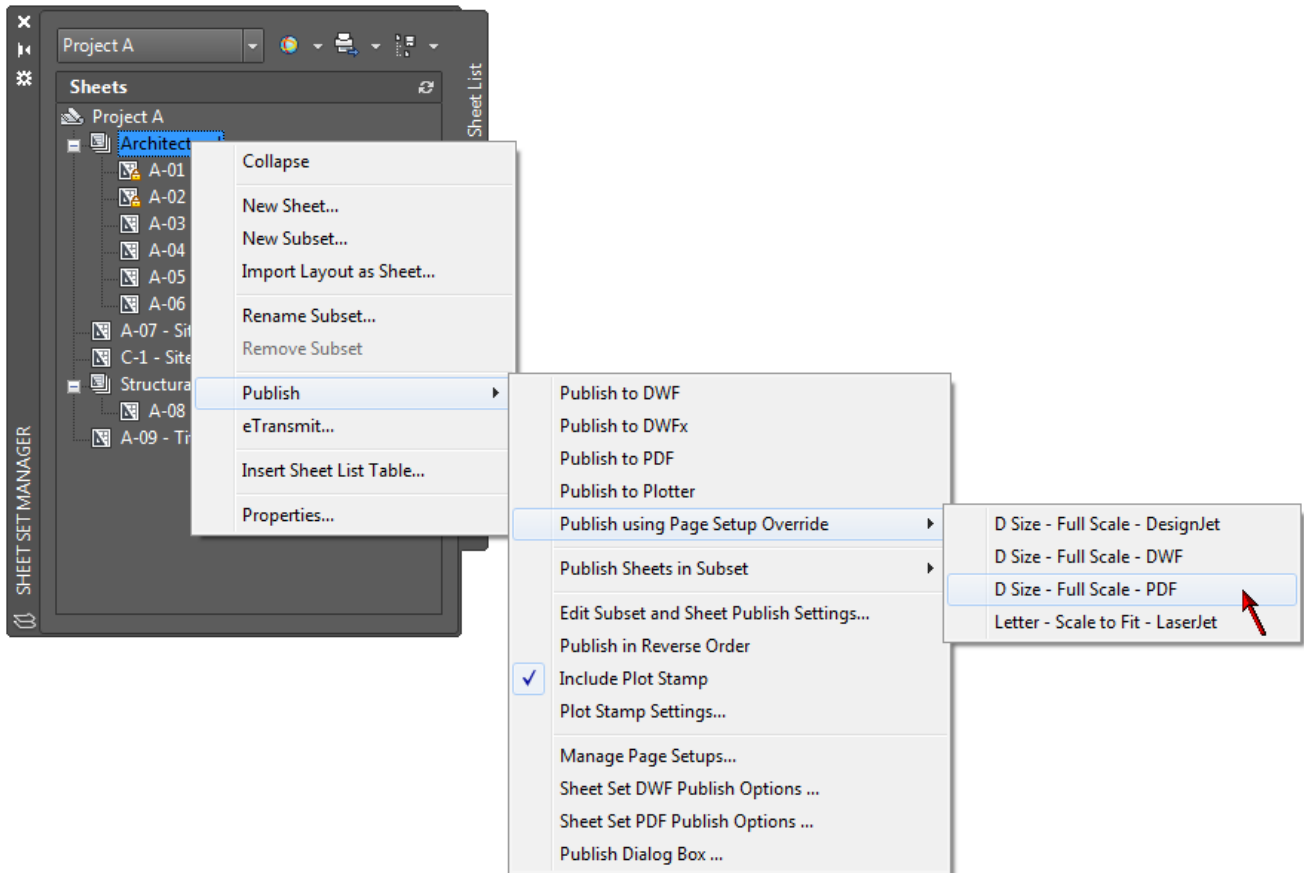 Project A
Sheets
Sheet List
SHEET SET MANAGER
Project A
Architect
A-01
A-02
A-03
A-04
A-05
A-06
A-07 - Sit
C-1 - Site
Structura
A-08
A-09 - Ti
Collapse
New Sheet...
New Subset...
Import Layout as Sheet...
Rename Subset...
Remove Subset
Publish
eTransmit...
Insert Sheet List Table...
Properties...
Publish to DWF
Publish to DWFx
Publish to PDF
Publish to Plotter
Publish using Page Setup Override
Publish Sheets in Subset
Edit Subset and Sheet Publish Settings...
Publish in Reverse Order
Include Plot Stamp
Plot Stamp Settings...
Manage Page Setups...
Sheet Set DWF Publish Options ...
Sheet Set PDF Publish Options ...
Publish Dialog Box ...
D Size - Full Scale - DesignJet
D Size - Full Scale - DWF
D Size - Full Scale - PDF
Letter - Scale to Fit - LaserJet